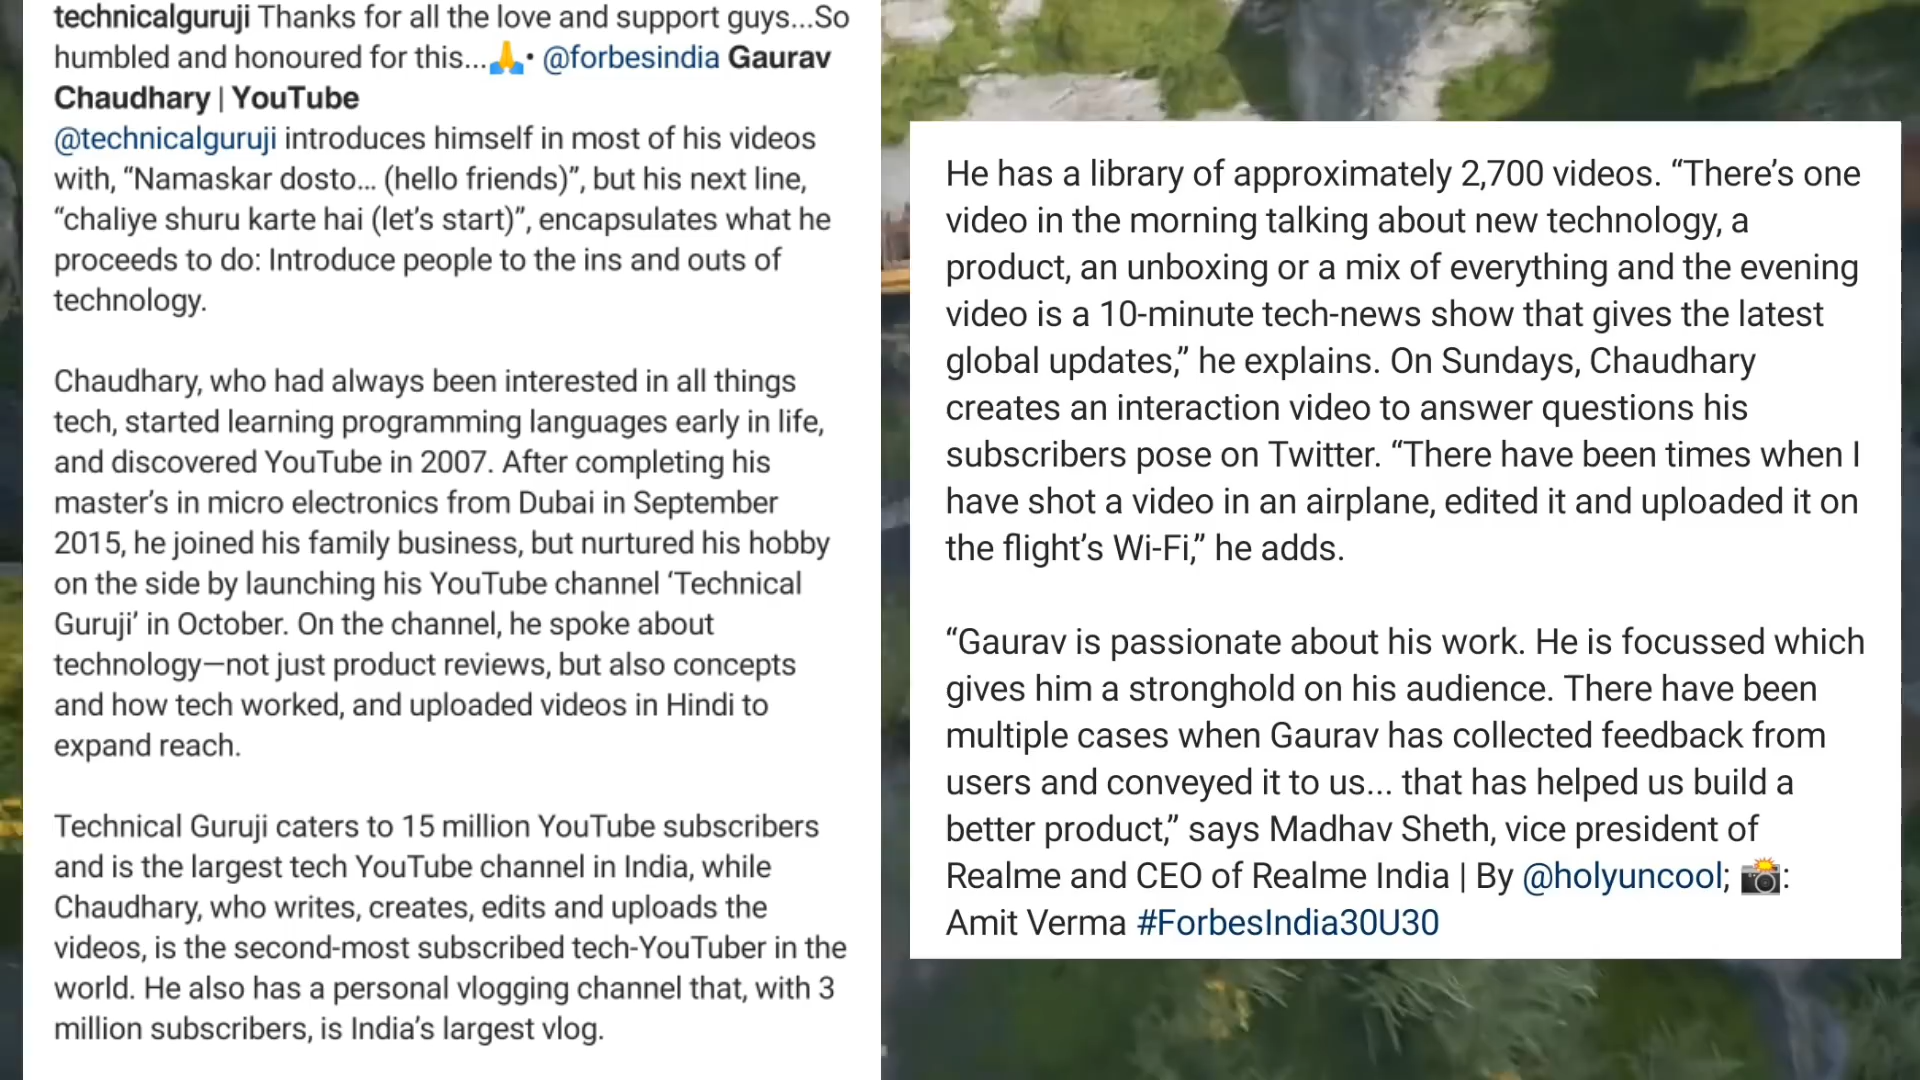 technicalguruji Thanks for all the love and support guys...So
humbled and honoured for this...🙏• @forbesindia Gaurav
Chaudhary | YouTube
@technicalguruji introduces himself in most of his videos
with, “Namaskar dosto… (hello friends)”, but his next line,
“chaliye shuru karte hai (let’s start)”, encapsulates what he
proceeds to do: Introduce people to the ins and outs of
technology.
Chaudhary, who had always been interested in all things
tech, started learning programming languages early in life,
and discovered YouTube in 2007. After completing his
master’s in micro electronics from Dubai in September
2015, he joined his family business, but nurtured his hobby
on the side by launching his YouTube channel ‘Technical
Guruji’ in October. On the channel, he spoke about
technology—not just product reviews, but also concepts
and how tech worked, and uploaded videos in Hindi to
expand reach.
Technical Guruji caters to 15 million YouTube subscribers
and is the largest tech YouTube channel in India, while
Chaudhary, who writes, creates, edits and uploads the
videos, is the second-most subscribed tech-YouTuber in the
world. He also has a personal vlogging channel that, with 3
million subscribers, is India’s largest vlog.
He has a library of approximately 2,700 videos. “There’s one
video in the morning talking about new technology, a
product, an unboxing or a mix of everything and the evening
video is a 10-minute tech-news show that gives the latest
global updates,” he explains. On Sundays, Chaudhary
creates an interaction video to answer questions his
subscribers pose on Twitter. “There have been times when I
have shot a video in an airplane, edited it and uploaded it on
the flight’s Wi-Fi,” he adds.
“Gaurav is passionate about his work. He is focussed which
gives him a stronghold on his audience. There have been
multiple cases when Gaurav has collected feedback from
users and conveyed it to us... that has helped us build a
better product,” says Madhav Sheth, vice president of
Realme and CEO of Realme India | By @holyuncool; 📸:
Amit Verma #ForbesIndia30U30